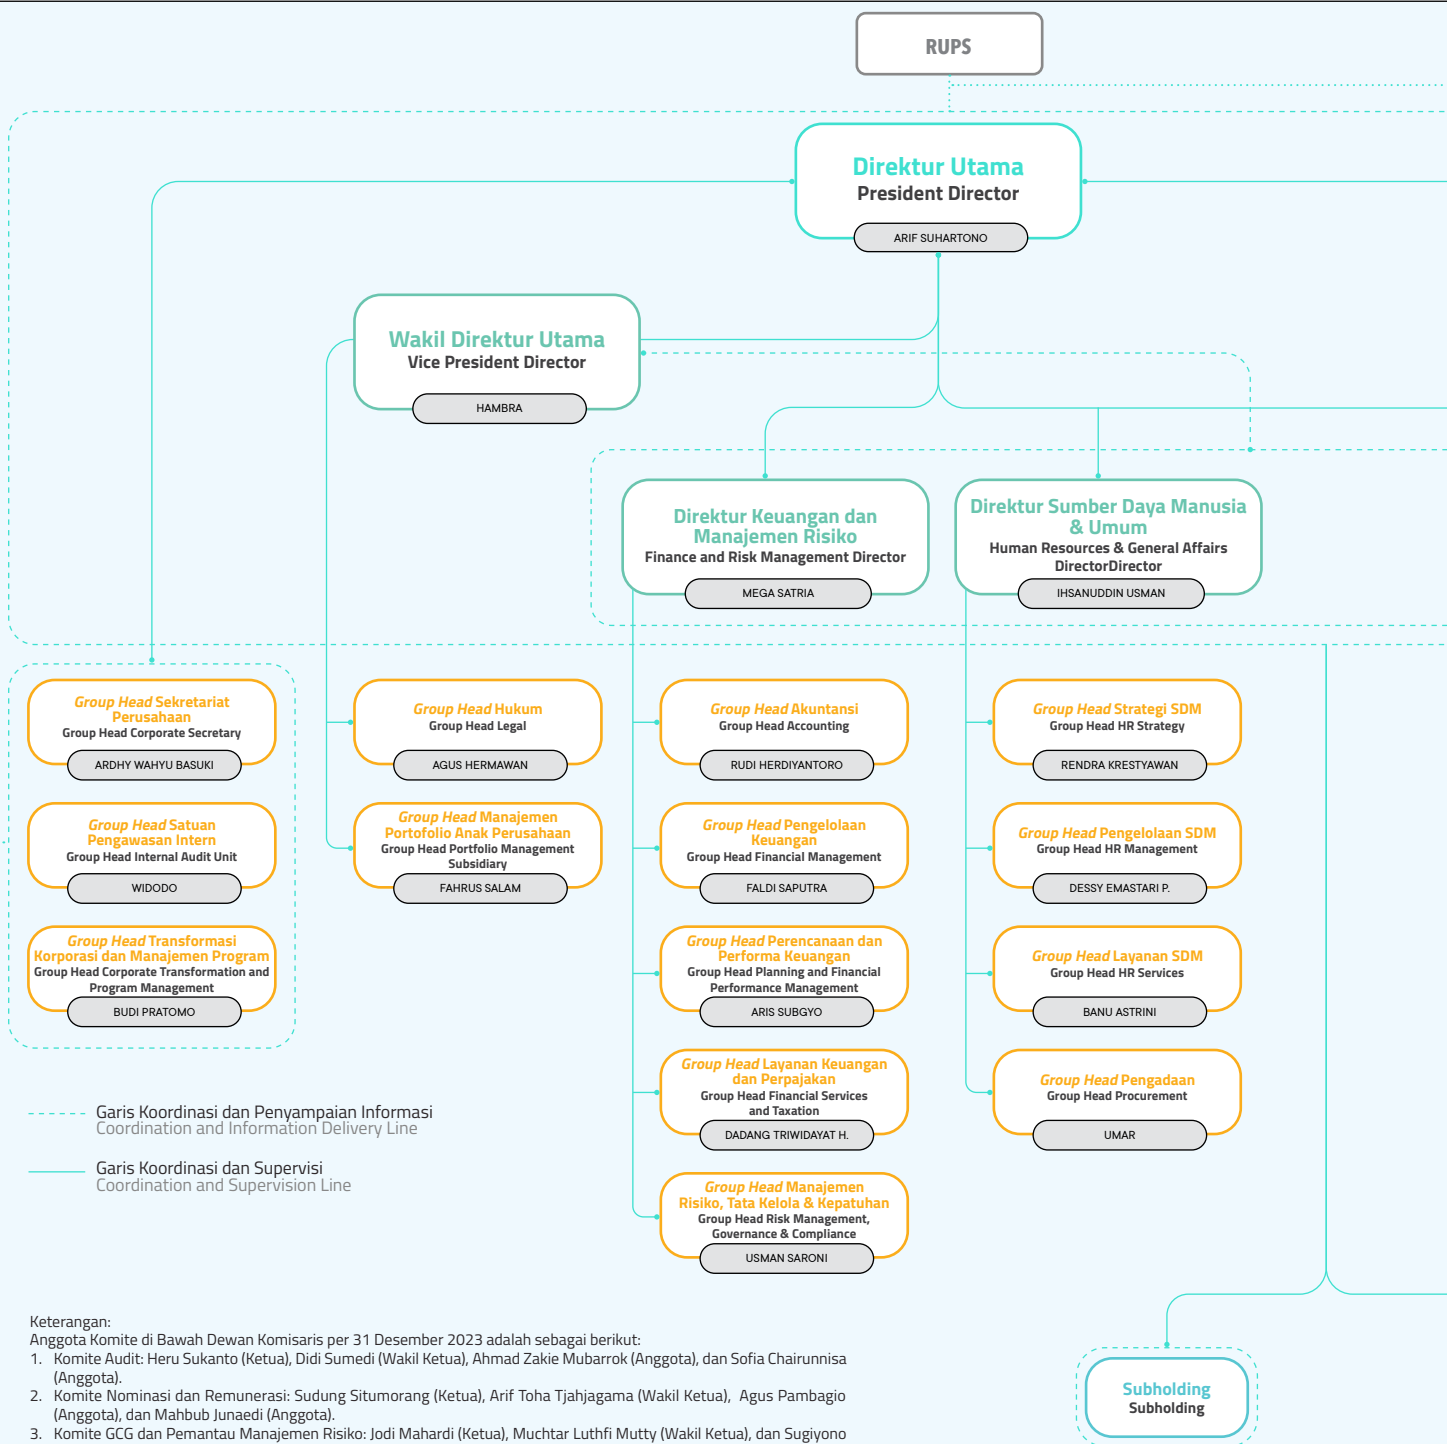 RUPS
Direktur Utama
President Director
ARIF SUHARTONO
Wakil Direktur Utama
Vice President Director
HAMBRA
Direktur Keuangan dan
Manajemen Risiko
Finance and Risk Management Director
MEGA SATRIA
Direktur Sumber Daya Manusia
& Umum
Human Resources & General Affairs
DirectorDirector
IHSANUDDIN USMAN
Group Head Sekretariat
Perusahaan
Group Head Corporate Secretary
ARDHY WAHYU BASUKI
Group Head Satuan
Pengawasan Intern
Group Head Internal Audit Unit
WIDODO
Group Head Transformasi
Korporasi dan Manajemen Program
Group Head Corporate Transformation and
Program Management
BUDI PRATOMO
Group Head Hukum
Group Head Legal
AGUS HERMAWAN
Group Head Manajemen
Portofolio Anak Perusahaan
Group Head Portfolio Management
Subsidiary
FAHRUS SALAM
Group Head Akuntansi
Group Head Accounting
RUDI HERDIYANTORO
Group Head Pengelolaan
Keuangan
Group Head Financial Management
FALDI SAPUTRA
Group Head Perencanaan dan
Performa Keuangan
Group Head Planning and Financial
Performance Management
ARIS SUBGYO
Group Head Layanan Keuangan
dan Perpajakan
Group Head Financial Services
and Taxation
DADANG TRIWIDAYAT H.
Group Head Manajemen
Risiko, Tata Kelola & Kepatuhan
Group Head Risk Management,
Governance & Compliance
USMAN SARONI
Group Head Strategi SDM
Group Head HR Strategy
RENDRA KRESTYAWAN
Group Head Pengelolaan SDM
Group Head HR Management
DESSY EMASTARI P.
Group Head Layanan SDM
Group Head HR Services
BANU ASTRINI
Group Head Pengadaan
Group Head Procurement
UMAR
Garis Koordinasi dan Penyampaian Informasi
Coordination and Information Delivery Line
Garis Koordinasi dan Supervisi
Coordination and Supervision Line
Subholding
Subholding
Keterangan:
Anggota Komite di Bawah Dewan Komisaris per 31 Desember 2023 adalah sebagai berikut:
1. Komite Audit: Heru Sukanto (Ketua), Didi Sumedi (Wakil Ketua), Ahmad Zakie Mubarrok (Anggota), dan Sofia Chairunnisa
(Anggota).
2. Komite Nominasi dan Remunerasi: Sudung Situmorang (Ketua), Arif Toha Tjahjagama (Wakil Ketua), Agus Pambagio
(Anggota), dan Mahbub Junaedi (Anggota).
3. Komite GCG dan Pemantau Manajemen Risiko: Jodi Mahardi (Ketua), Muchtar Luthfi Mutty (Wakil Ketua), dan Sugiyono